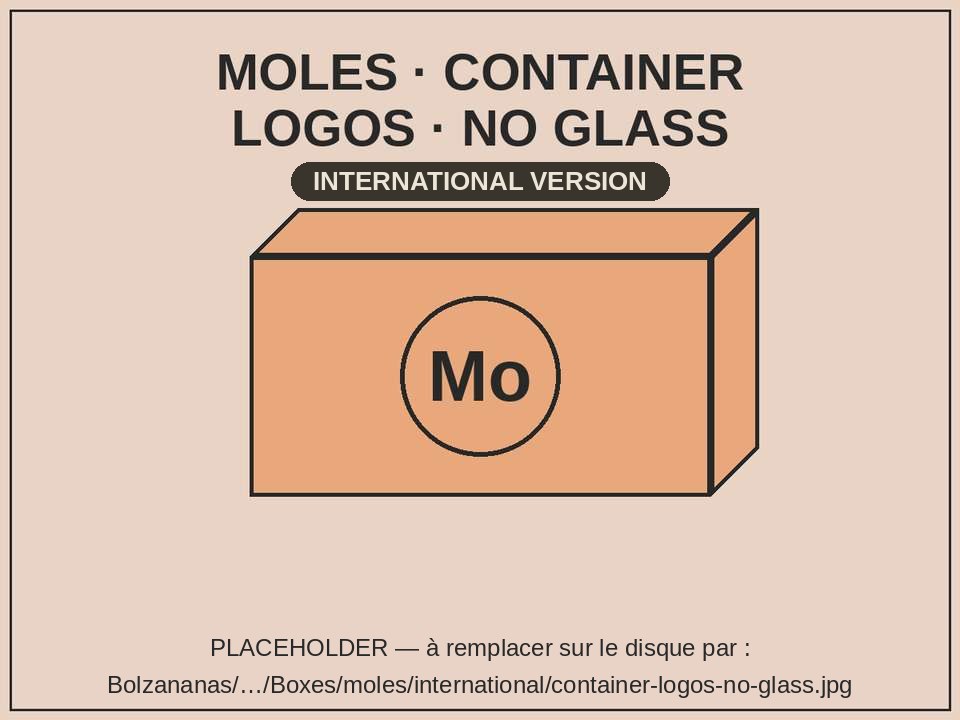 MOLES · CONTAINER
LOGOS · NO GLASS
INTERNATIONAL VERSION
Mo
PLACEHOLDER — à remplacer sur le disque par :
Bolzananas/…/Boxes/moles/international/container-logos-no-glass.jpg